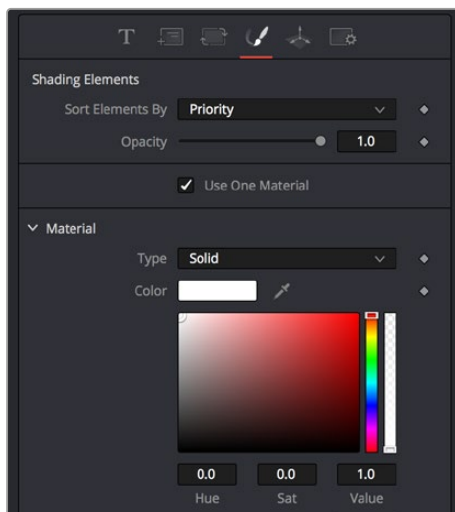 T
Shading Elements
Sort Elements By Priority
Opacity 1.0
Use One Material
Material
Type Solid
Color
0.0 0.0 1.0
Hue Sat Value